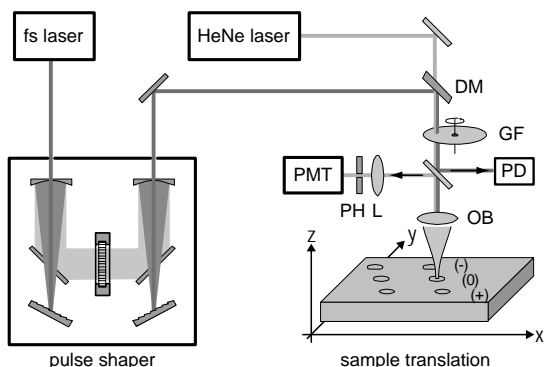 fs laser
HeNe laser
DM
GF
PMT
PD
PH L
OB
z
y
(-)
(0)
(+)
x
pulse shaper
sample translation